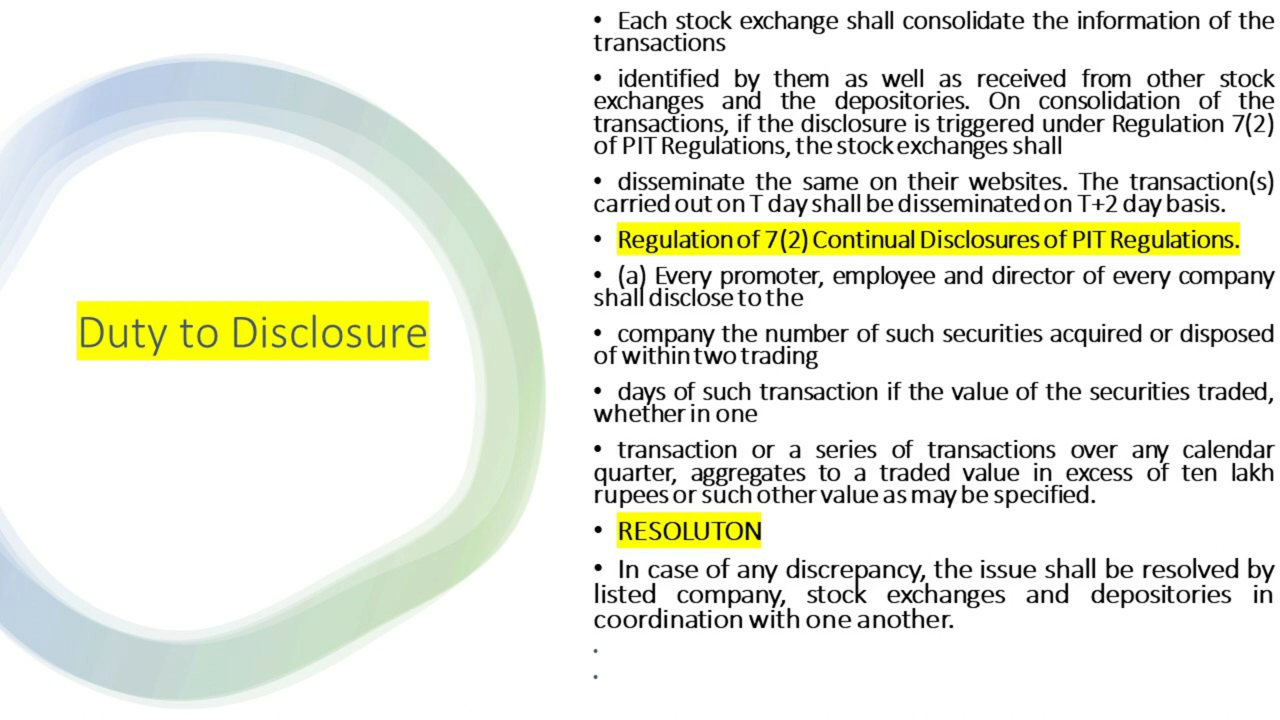 Duty to Disclosure
• Each stock exchange shall consolidate the information of the
transactions
• identified by them as well as received from other stock
exchanges and the depositories. On consolidation of the
transactions, if the disclosure is triggered under Regulation 7(2)
of PIT Regulations, the stock exchanges shall
• disseminate the same on their websites. The transaction(s)
carried out on T day shall be disseminated on T+2 day basis.
• Regulation of 7(2) Continual Disclosures of PIT Regulations.
• (a) Every promoter, employee and director of every company
shall disclose to the
• company the number of such securities acquired or disposed
of within two trading
• days of such transaction if the value of the securities traded,
whether in one
• transaction or a series of transactions over any calendar
quarter, aggregates to a traded value in excess of ten lakh
rupees or such other value as may be specified.
• RESOLUTON
• In case of any discrepancy, the issue shall be resolved by
listed company, stock exchanges and depositories in
coordination with one another.
•
•